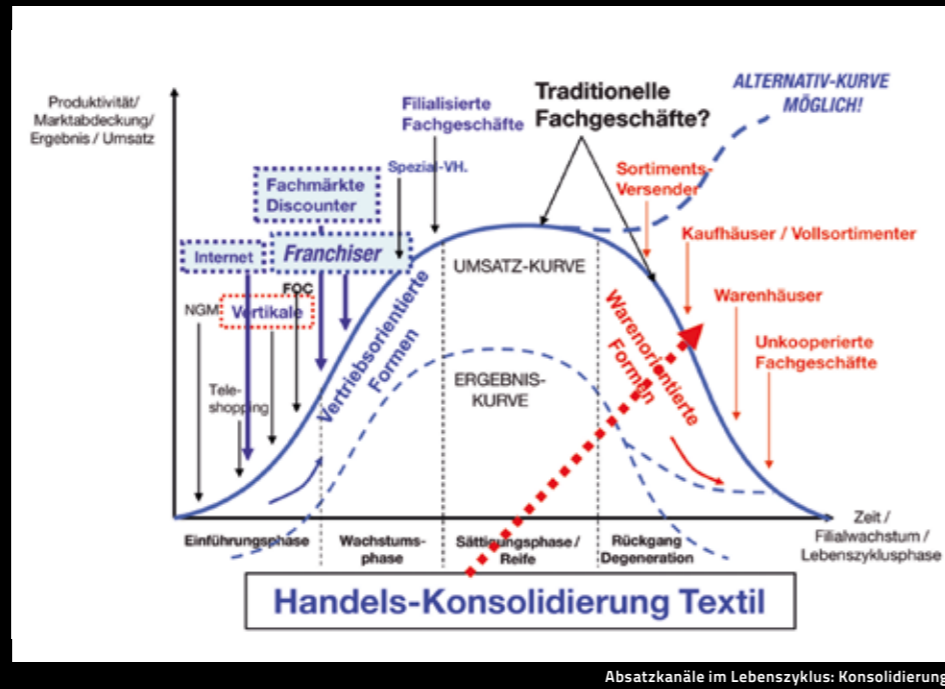 Produktivität/
Marktabdeckung/
Ergebnis / Umsatz
Filialisierte
Fachgeschäfte
Traditionelle
Fachgeschäfte?
ALTERNATIV-KURVE
MÖGLICH!
Spezial-VH.
Sortiments-
Versender
Fachmärkte
Discounter
Internet
Franchiser
Kaufhäuser / Vollsortimenter
UMSATZ-KURVE
FOC
NGM
Vertikale
Vertriebsorientierte
Formen
Warenorientierte
Formen
Warenhäuser
Unkooperierte
Fachgeschäfte
Tele-
shopping
ERGEBNIS-
KURVE
Einführungsphase
Wachstums-
phase
Sättigungsphase /
Reife
Rückgang
Degeneration
Zeit /
Filialwachstum /
Lebenszyklusphase
Handels-Konsolidierung Textil
Absatzkanäle im Lebenszyklus: Konsolidierung